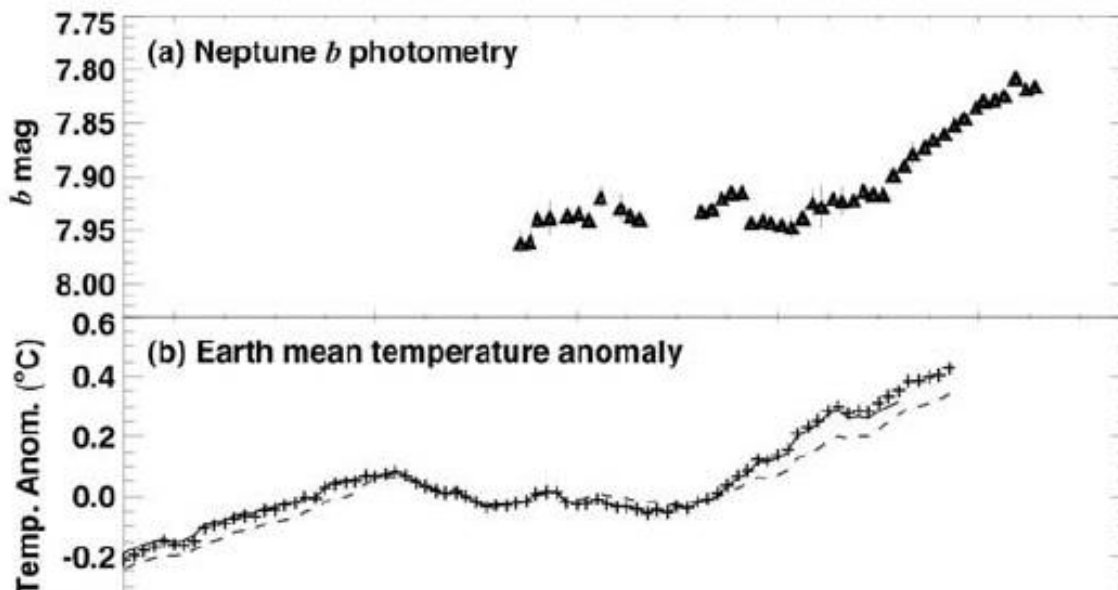 7.75
(a) Neptune b photometry
7.80
7.85
b mag
7.90
7.95
8.00
0.6
(b) Earth mean temperature anomaly
0.4
Temp. Anom. (°C)
0.2
0.0
-0.2